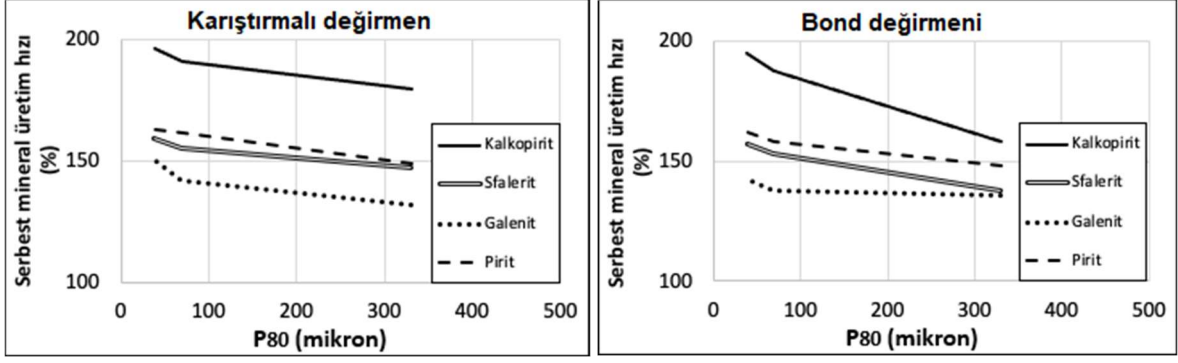 Karıştırmalı değirmen
Serbest mineral üretim hızı
(%)
200
150
100
0 100 200 300 400 500
P80 (mikron)
Kalkopirit
Sfalerit
Galenit
Pirit
Bond değirmeni
Serbest mineral üretim hızı
(%)
200
150
100
0 100 200 300 400 500
P80 (mikron)
Kalkopirit
Sfalerit
Galenit
Pirit